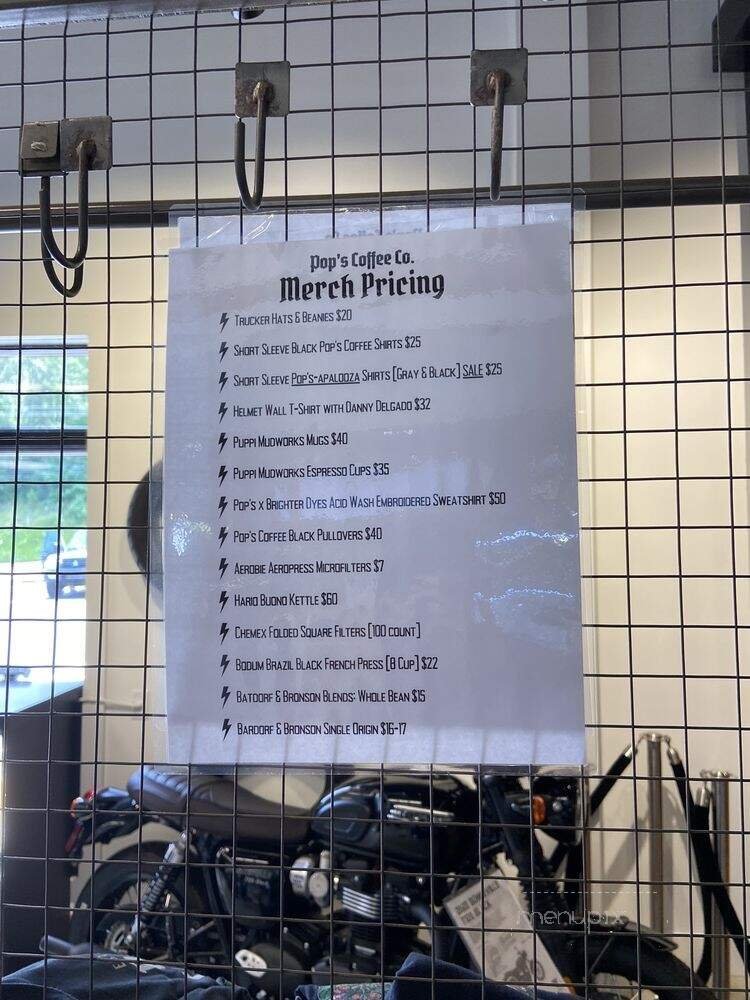 Pop's Coffee Co.
Merch Pricing
Trucker Hats & Beanies $20
Short Sleeve Black Pop's Coffee Shirts $25
Short Sleeve Pop's-apalooza Shirts [Gray & Black] SALE $25
Helmet Wall T-Shirt with Danny Delgado $32
Puppi Mudworks Mugs $40
Puppi Mudworks Espresso Cups $35
Pop's x Brighter Dyes Acid Wash Embroidered Sweatshirt $50
Pop's Coffee Black Pullovers $40
Aerobie Aeropress Microfilters $7
Hario Buono Kettle $60
Chemex Folded Square Filters [100 count]
Bodum Brazil Black French Press [8 Cup] $22
Batdorf & Bronson Blends: Whole Bean $15
Bardorf & Bronson Single Origin $16-17
menupix